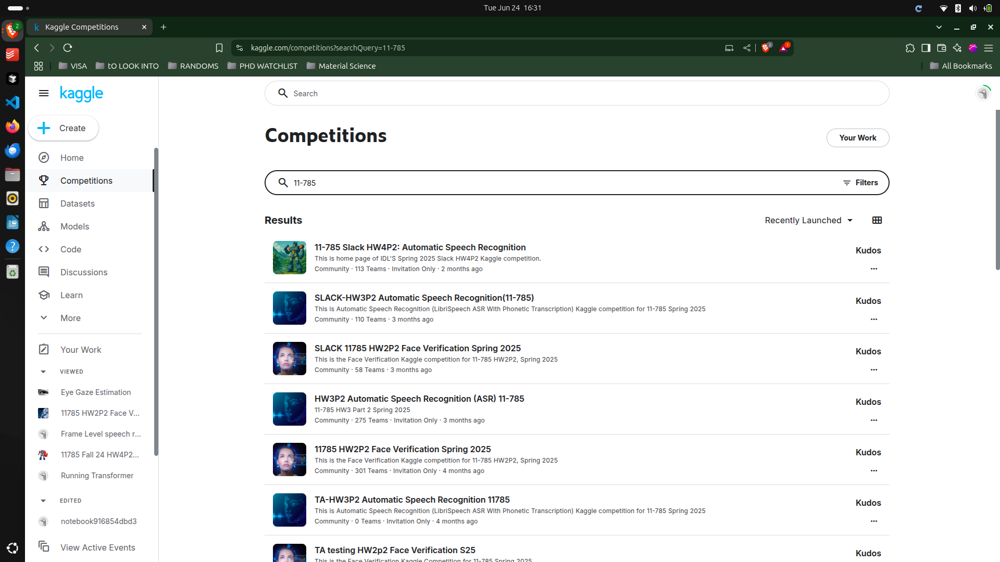 Tue Jun 24 16:31
2
k Kaggle Competitions
kaggle.com/competitions?searchQuery=11-785
2
1
VISA
tO LOOK INTO
RANDOMS
PHD WATCHLIST
Material Science
All Bookmarks
kaggle
Create
Home
Competitions
Datasets
Models
Code
Discussions
Learn
More
Your Work
VIEWED
Eye Gaze Estimation
11785 HW2P2 Face V...
Frame Level speech r...
11785 Fall 24 HW4P2...
Running Transformer
EDITED
notebook916854dbd3
View Active Events
Search
Competitions
Your Work
11-785
Filters
Results
Recently Launched
11-785 Slack HW4P2: Automatic Speech Recognition
This is home page of IDL'S Spring 2025 Slack HW4P2 Kaggle competition.
Community · 113 Teams · Invitation Only · 2 months ago
Kudos
SLACK-HW3P2 Automatic Speech Recognition(11-785)
This is Automatic Speech Recognition (LibriSpeech ASR With Phonetic Transcription) Kaggle competition for 11-785 Spring 2025
Community · 110 Teams · 3 months ago
Kudos
SLACK 11785 HW2P2 Face Verification Spring 2025
This is the Face Verification Kaggle competition for 11-785 HW2P2, Spring 2025
Community · 58 Teams · 3 months ago
Kudos
HW3P2 Automatic Speech Recognition (ASR) 11-785
11-785 HW3 Part 2 Spring 2025
Community · 275 Teams · Invitation Only · 3 months ago
Kudos
11785 HW2P2 Face Verification Spring 2025
This is the Face Verification Kaggle competition for 11-785 HW2P2, Spring 2025
Community · 301 Teams · Invitation Only · 4 months ago
Kudos
TA-HW3P2 Automatic Speech Recognition 11785
This is Automatic Speech Recognition (LibriSpeech ASR With Phonetic Transcription) Kaggle competition for 11-785 Spring 2025
Community · 0 Teams · Invitation Only · 4 months ago
Kudos
TA testing HW2p2 Face Verification S25
This is the Face Verification Kaggle Competition for 11-785 Spring 2025
Kudos